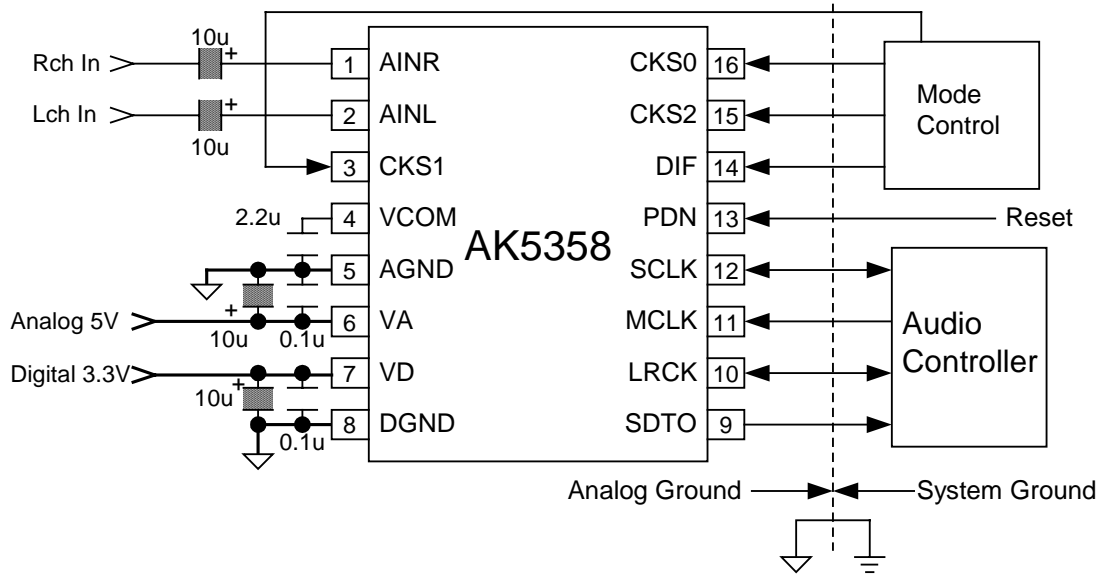 10u
+
Rch In
1 AINR
CKS0 16
Mode
Control
+
Lch In
10u
2 AINL
CKS2 15
3 CKS1
DIF 14
2.2u
4 VCOM
PDN 13
Reset
AK5358
5 AGND
SCLK 12
+
Analog 5V
10u
0.1u
6 VA
MCLK 11
Audio
Controller
Digital 3.3V
7 VD
LRCK 10
10u
+
0.1u
8 DGND
SDTO 9
Analog Ground
System Ground